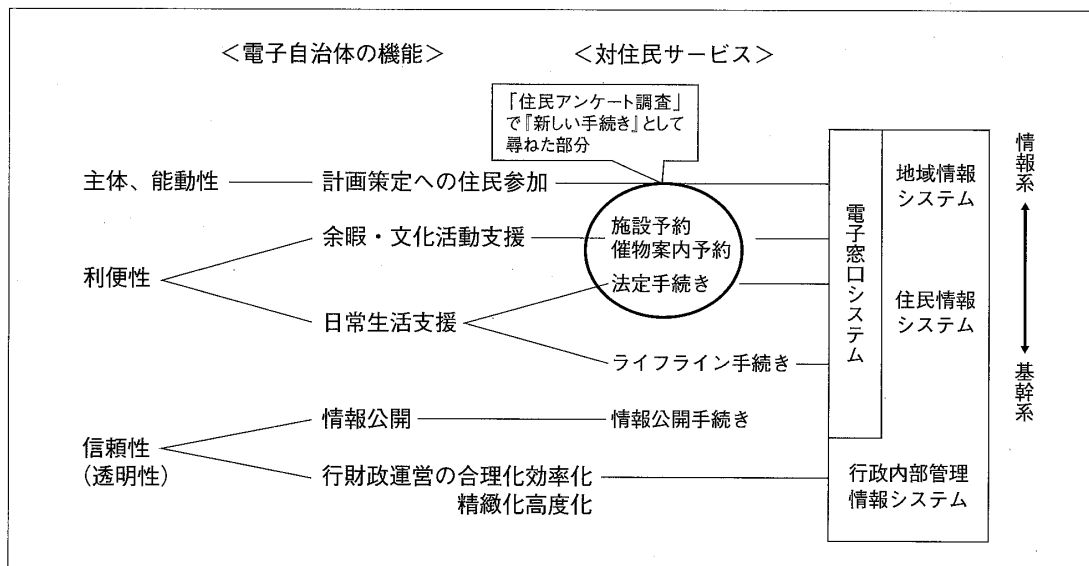 ＜電子自治体の機能＞
＜対住民サービス＞
「住民アンケート調査」
で『新しい手続き』として
尋ねた部分
主体、能動性
計画策定への住民参加
利便性
余暇・文化活動支援
施設予約
催物案内予約
日常生活支援
法定手続き
ライフライン手続き
信頼性
(透明性)
情報公開
情報公開手続き
行財政運営の合理化効率化
精緻化高度化
電子窓口システム
地域情報
システム
住民情報
システム
行政内部管理
情報システム
情報系
基幹系